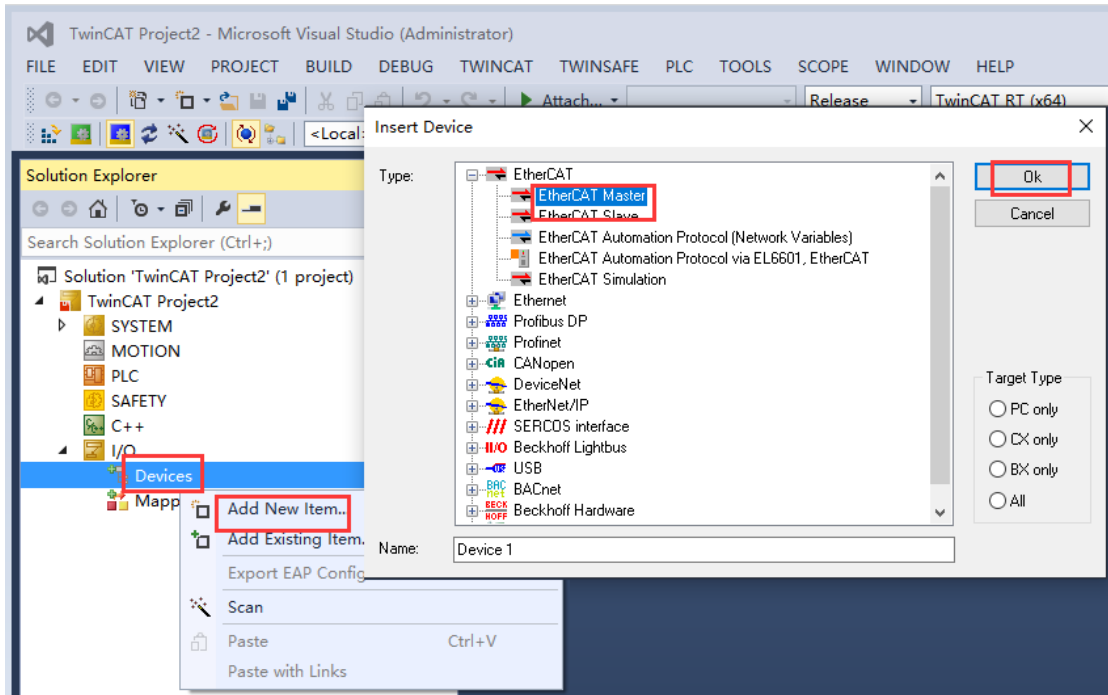 TwinCAT Project2 - Microsoft Visual Studio (Administrator)
FILE EDIT VIEW PROJECT BUILD DEBUG TWINCAT TWINSAFE PLC TOOLS SCOPE WINDOW HELP
Attach... Release TwinCAT RT (x64)
<Local>
Insert Device
Solution Explorer
Search Solution Explorer (Ctrl+;)
Solution 'TwinCAT Project2' (1 project)
TwinCAT Project2
SYSTEM
MOTION
PLC
SAFETY
C++
I/O
Devices
Mapp
Add New Item...
Add Existing Item.
Export EAP Config
Scan
Paste Ctrl+V
Paste with Links
Type:
EtherCAT
EtherCAT Master
EtherCAT Slave
EtherCAT Automation Protocol (Network Variables)
EtherCAT Automation Protocol via EL6601, EtherCAT
EtherCAT Simulation
Ethernet
Profibus DP
Profinet
CANopen
DeviceNet
EtherNet/IP
SERCOS interface
Beckhoff Lightbus
USB
BACnet
Beckhoff Hardware
Ok
Cancel
Target Type
PC only
CX only
BX only
All
Name: Device 1